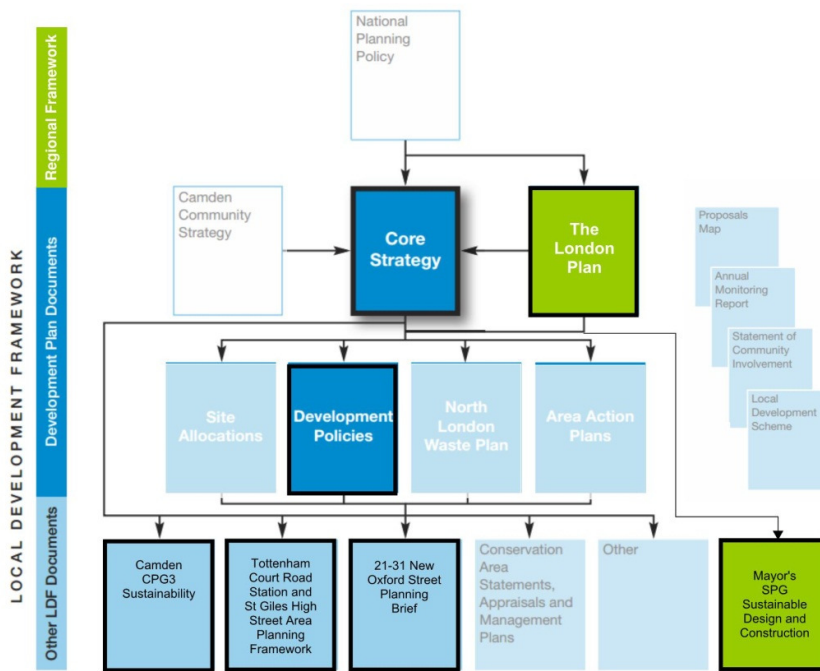 National
Planning
Policy
Regional Framework
LOCAL DEVELOPMENT FRAMEWORK
Development Plan Documents
Other LDF Documents
Camden
Community
Strategy
Core
Strategy
The
London
Plan
Proposals
Map
Annual
Monitoring
Report
Statement of
Community
Involvement
Local
Development
Scheme
Site
Allocations
Development
Policies
North
London
Waste Plan
Area Action
Plans
Camden
CPG3
Sustainability
Tottenham
Court Road
Station and
St Giles High
Street Area
Planning
Framework
21-31 New
Oxford Street
Planning
Brief
Conservation
Area
Statements,
Appraisals and
Management
Plans
Other
Mayor's
SPG
Sustainable
Design and
Construction